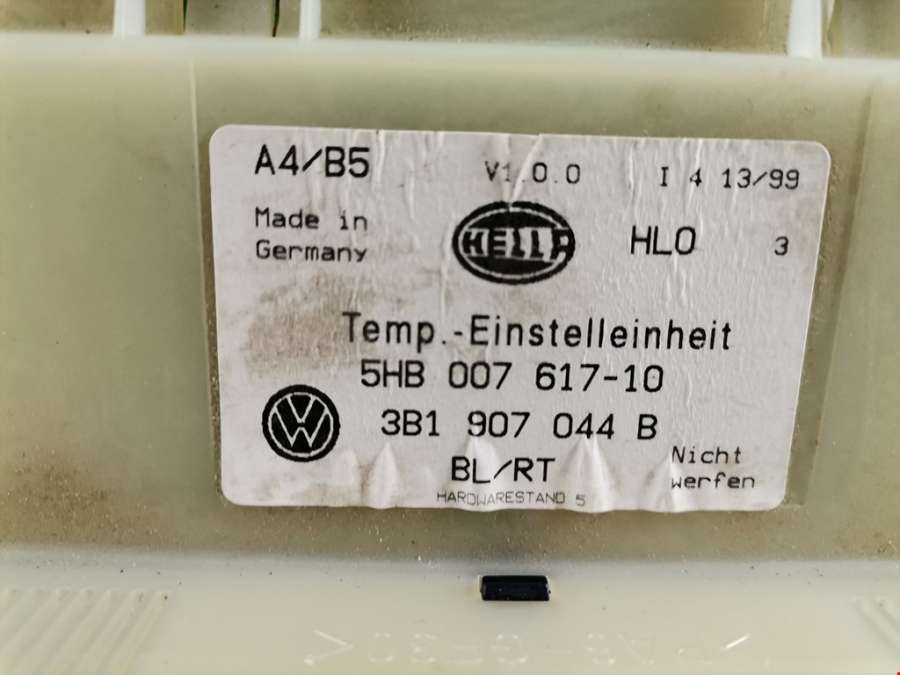 A4/B5 V1.0.0 I 4 13/99
Made in
Germany
HELLA HLO 3
Temp.-Einstelleinheit
5HB 007 617-10
VW 3B1 907 044 B
BL/RT
Nicht
werfen
HARDWARESTAND 5